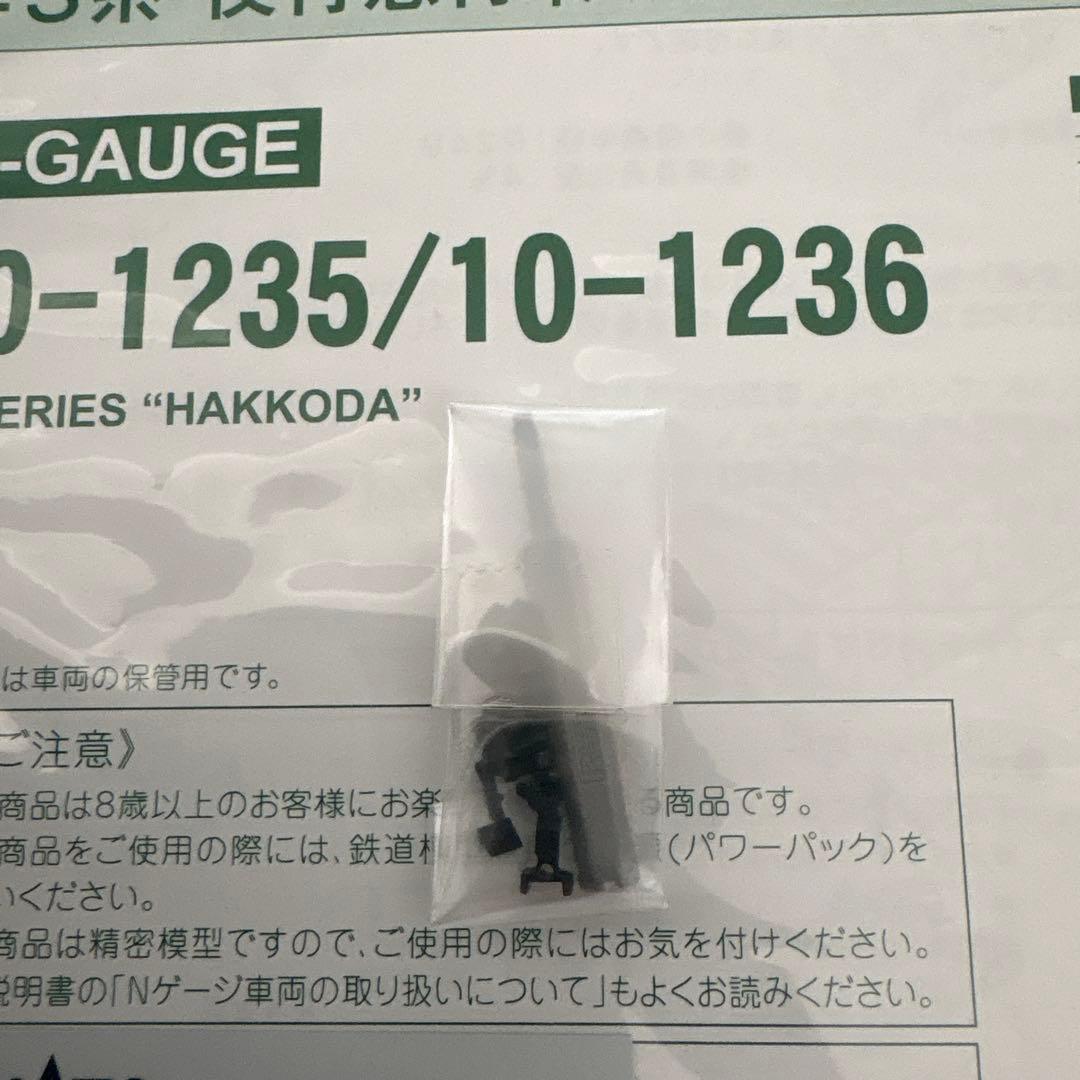 -GAUGE
0-1235/10-1236
ERIES “HAKKODA”
は車両の保管用です。
ご注意》
商品は8歳以上のお客様にお楽 る商品です。
商品をご使用の際には、鉄道模 (パワーパック)を
いください。
商品は精密模型ですので、ご使用の際にはお気を付けください。
説明書の「Nゲージ車両の取り扱いについて」もよくお読みください。